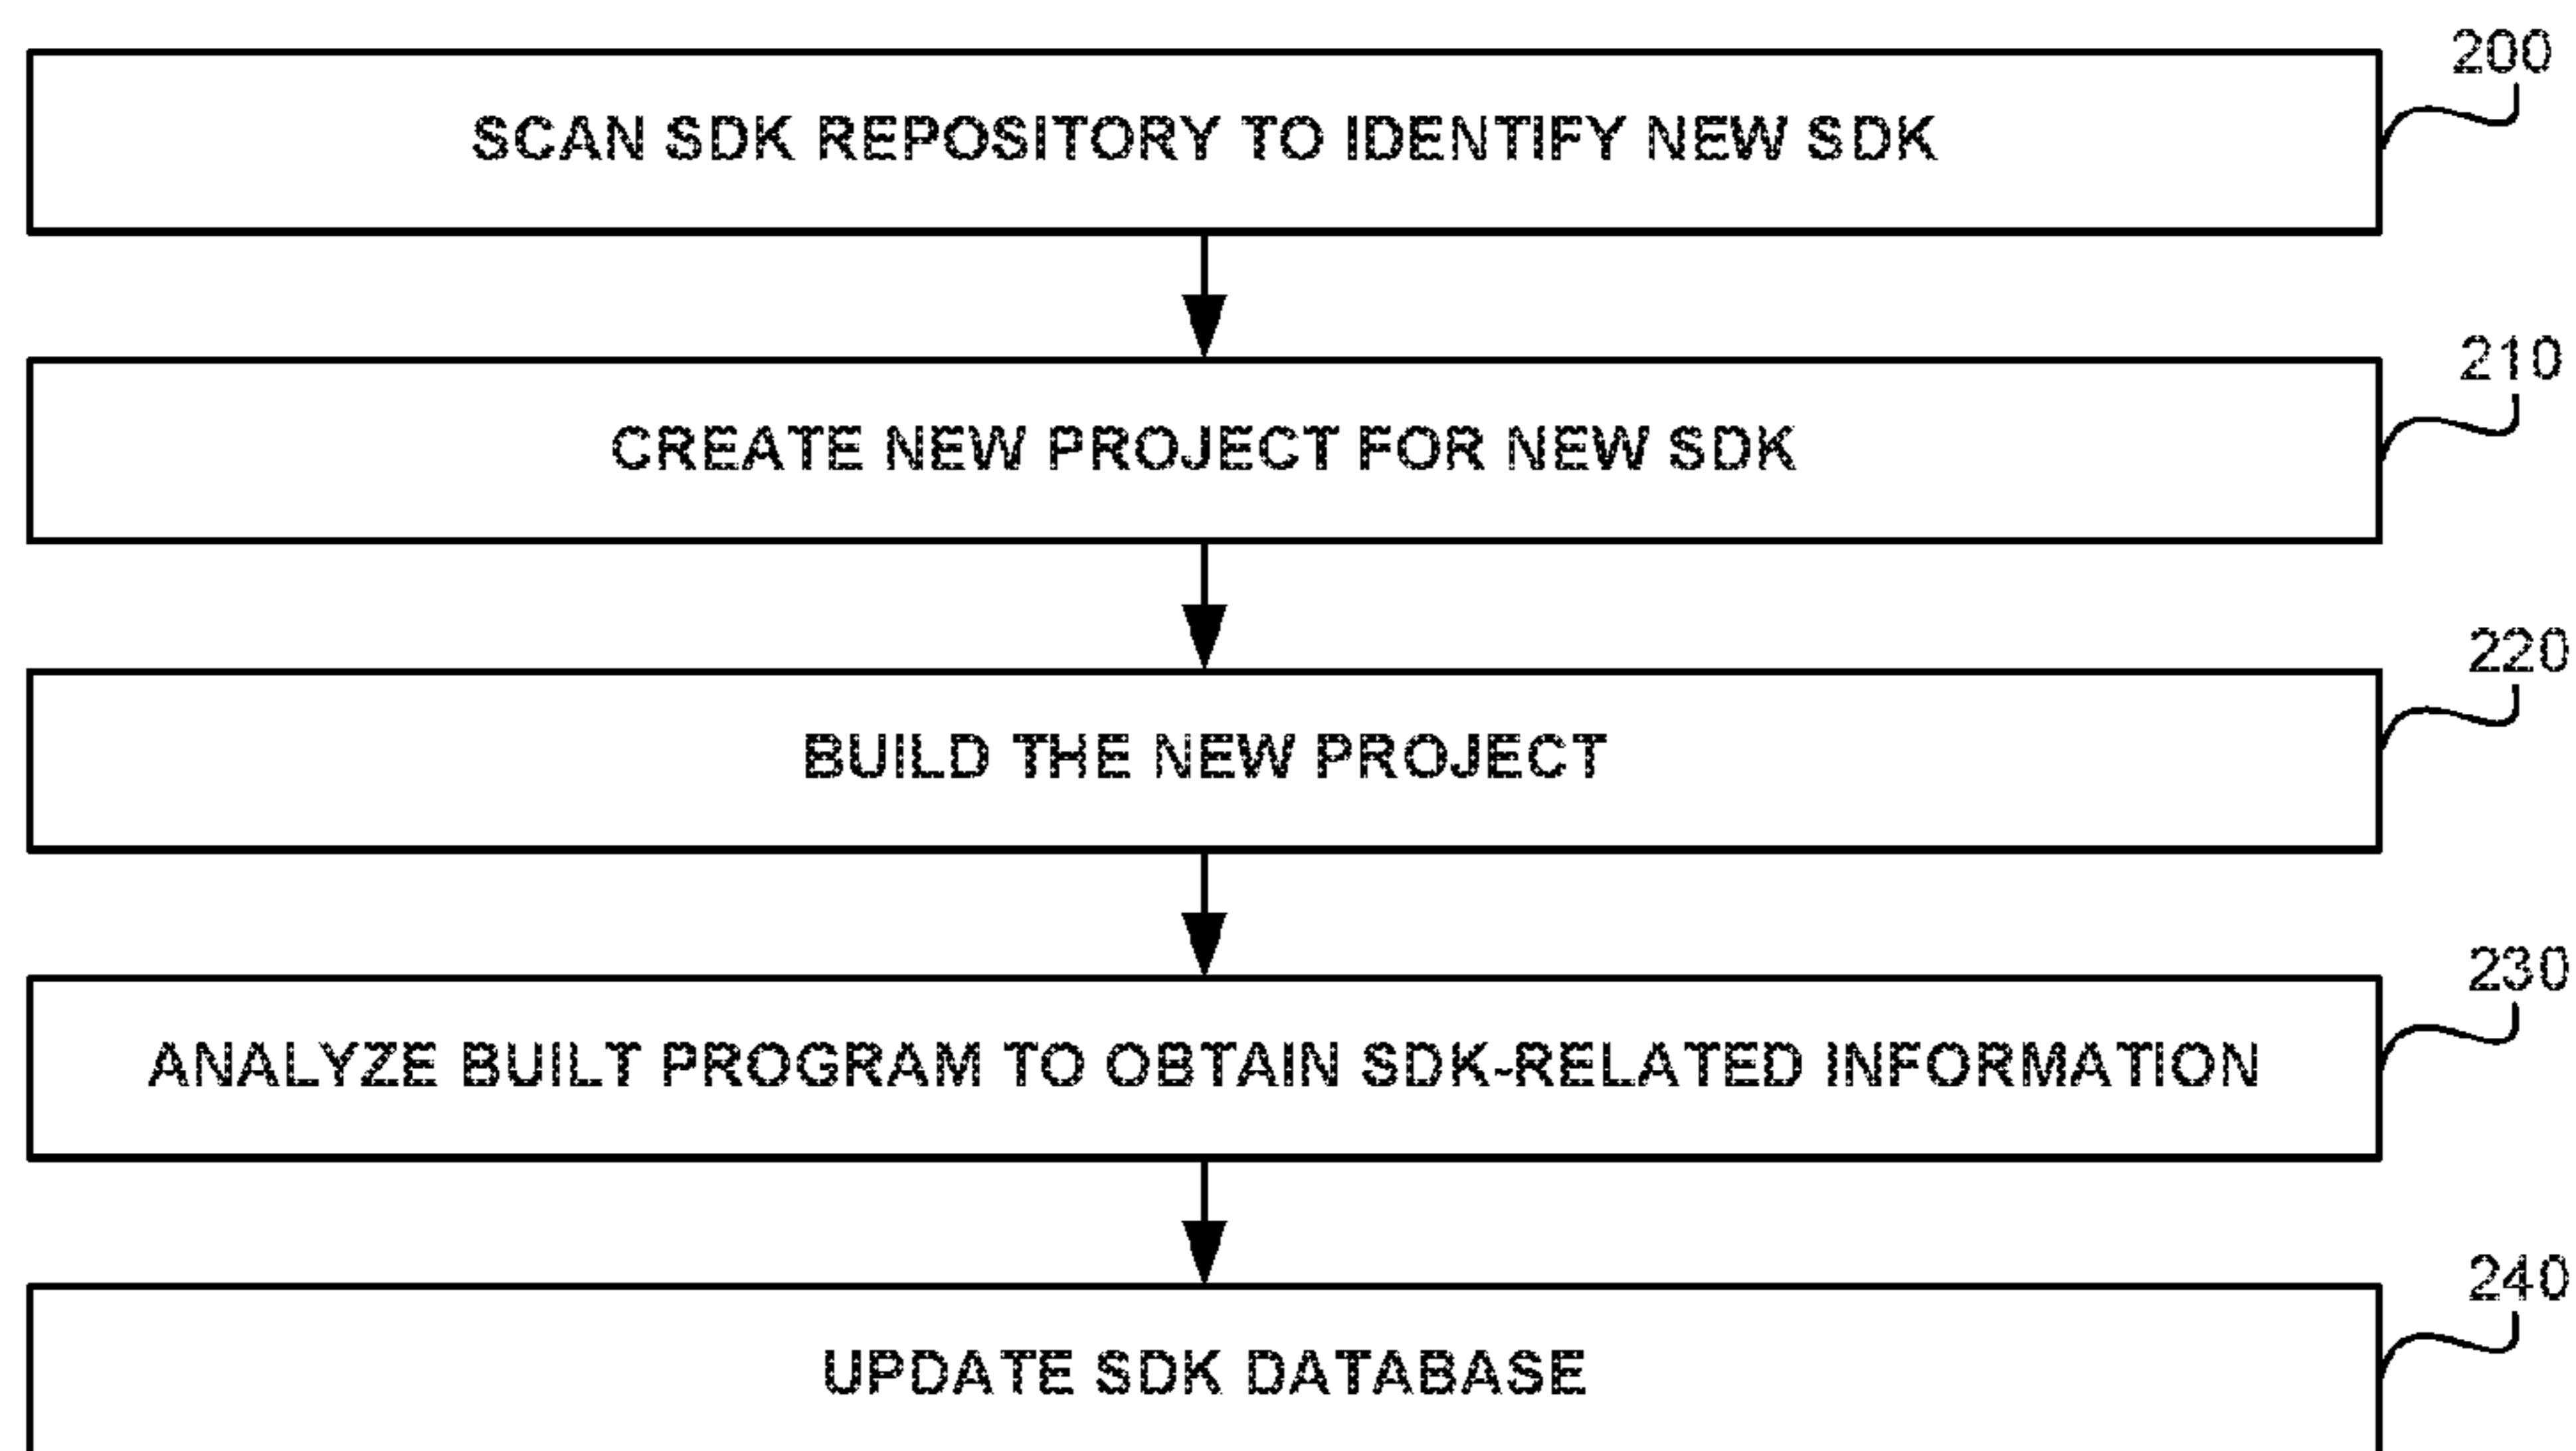 200
SCAN SDK REPOSITORY TO IDENTIFY NEW SDK
210
CREATE NEW PROJECT FOR NEW SDK
220
BUILD THE NEW PROJECT
230
ANALYZE BUILT PROGRAM TO OBTAIN SDK-RELATED INFORMATION
240
UPDATE SDK DATABASE